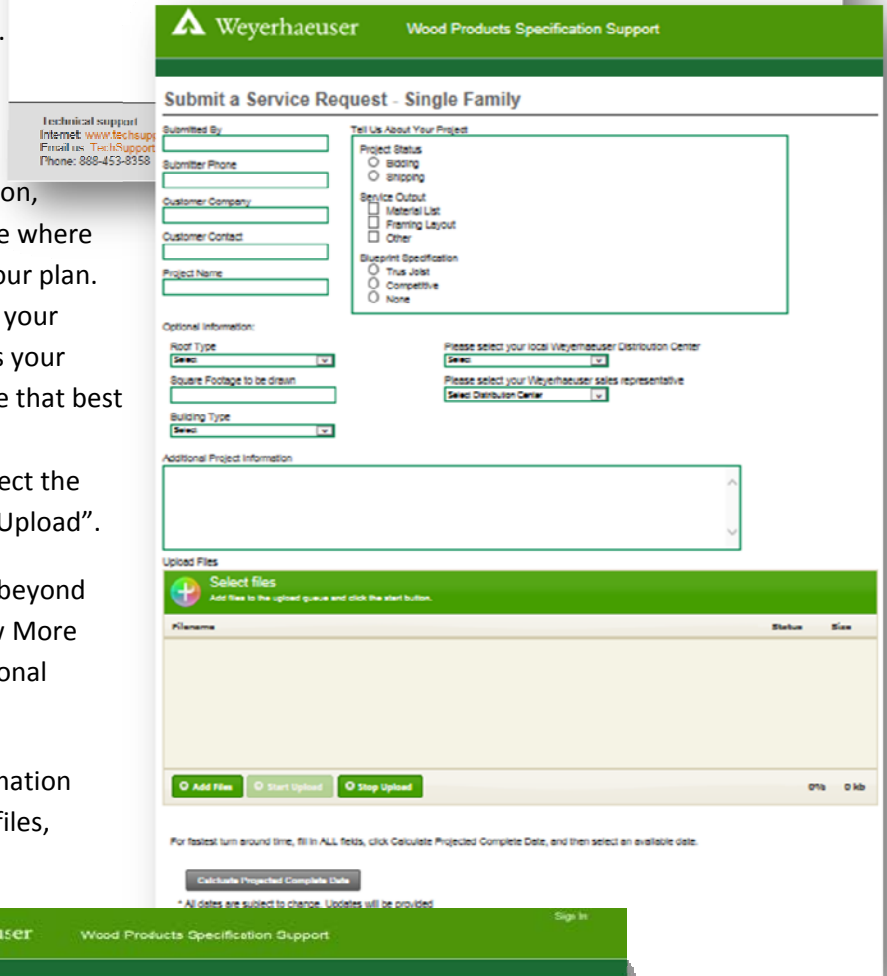 .
Weyerhaeuser Wood Products Specification Support
Submit a Service Request - Single Family
Technical support
Internet: www.techsupp
Email us: TechSupport
Phone: 888-453-8358
on,
e where
our plan.
your
s your
e that best
ect the
Upload”.
beyond
y More
onal
mation
files,
Submitted By
Submitter Phone
Customer Company
Customer Contact
Project Name
Tell Us About Your Project
Project Status
Bidding
Shipping
Service Output
Material List
Framing Layout
Other
Blueprint Specification
Trus Joist
Competitive
None
Optional Information:
Roof Type
Select
Square Footage to be drawn
Building Type
Select
Please select your local Weyerhaeuser Distribution Center
Select
Please select your Weyerhaeuser sales representative
Select Distribution Center
Additional Project Information
Upload Files
Select files
Add files to the upload queue and click the start button.
Filename Status Size
Add Files Start Upload Stop Upload 0% 0 kb
For fastest turn around time, fill in ALL fields, click Calculate Projected Complete Date, and then select an available date.
Calculate Projected Complete Date
* All dates are subject to change. Updates will be provided
Sign In
user Wood Products Specification Support